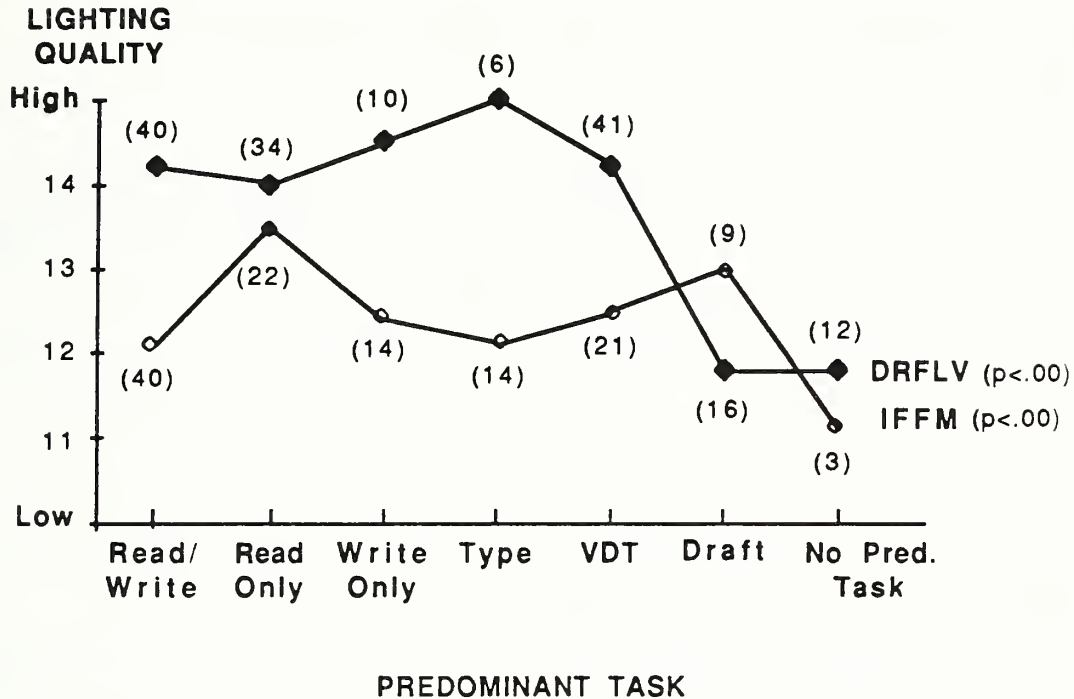 LIGHTING
QUALITY
High
(6)
(10)
(40)
(34)
(41)
14
(9)
13
(22)
(12)
12
(40)
(14)
(14)
(21)
DRFLV (p<.00)
(16)
11
IFFM (p<.00)
(3)
Low
Read/ Read Write Type VDT Draft No Pred.
Write Only Only Task
PREDOMINANT TASK